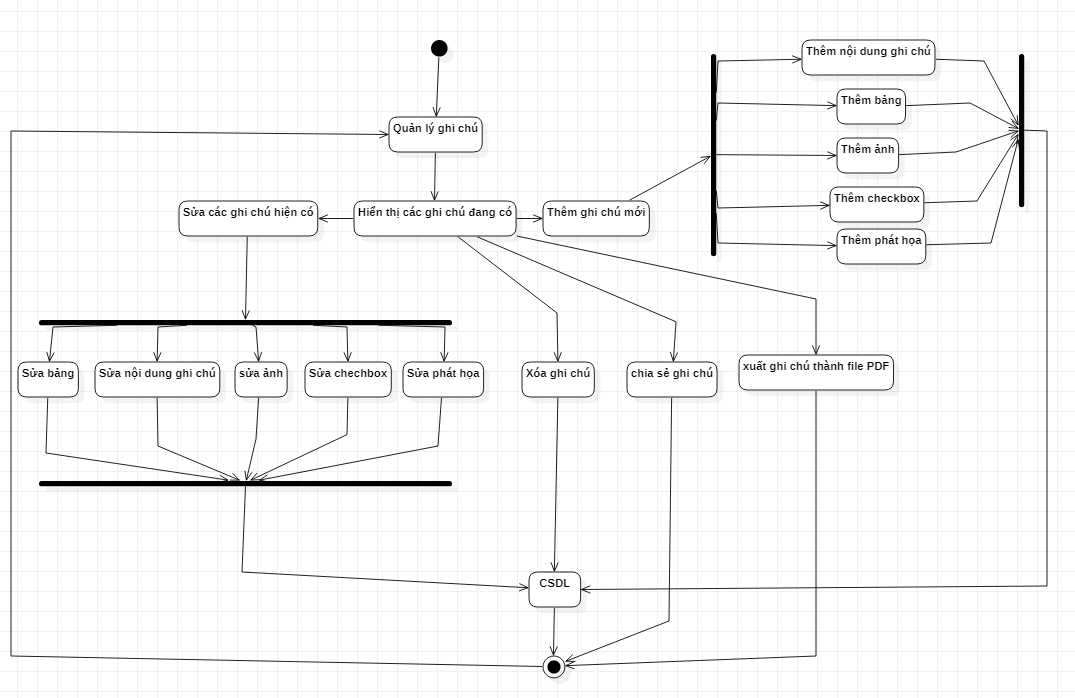 Thêm nội dung ghi chú
Thêm bảng
Quản lý ghi chú
Thêm ảnh
Thêm checkbox
Sửa các ghi chú hiện có
Hiển thị các ghi chú đang có
Thêm ghi chú mới
Thêm phát họa
Sửa bảng
Sửa nội dung ghi chú
sửa ảnh
Sửa chechbox
Sửa phát họa
Xóa ghi chú
chia sẻ ghi chú
xuất ghi chú thành file PDF
CSDL